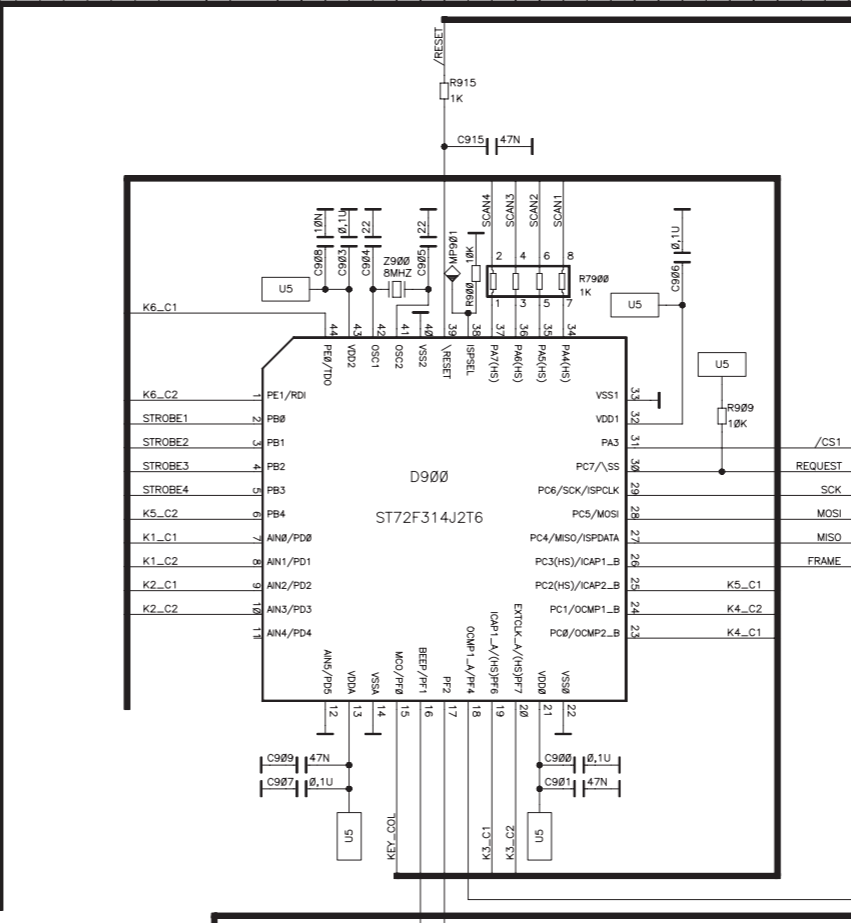 /RESET
R915
1K
C915
47N
SCAN4
SCAN3
SCAN2
SCAN1
10N
0,1U
22
22
C908
C903
C904
C905
Z900
8MHZ
MP901
10K
R900
2
4
6
8
1
3
5
7
R7900
1K
0,1U
C906
U5
U5
U5
R909
10K
K6_C1
44
43
42
41
40
39
38
37
36
35
34
PE0/TDO
VDD2
OSC1
OSC2
VSS2
\RESET
ISPSEL
PA7(HS)
PA6(HS)
PA5(HS)
PA4(HS)
K6_C2
1
PE1/RDI
STROBE1
2
PB0
STROBE2
3
PB1
STROBE3
4
PB2
STROBE4
5
PB3
K5_C2
6
PB4
K1_C1
7
AIN0/PD0
K1_C2
8
AIN1/PD1
K2_C1
9
AIN2/PD2
K2_C2
10
AIN3/PD3
11
AIN4/PD4
D900
ST72F314J2T6
VSS1
33
VDD1
32
PA3
31
/CS1
PC7/\SS
30
REQUEST
PC6/SCK/ISPCLK
29
SCK
PC5/MOSI
28
MOSI
PC4/MISO/ISPDATA
27
MISO
PC3(HS)/ICAP1_B
26
FRAME
PC2(HS)/ICAP2_B
25
K5_C1
PC1/OCMP1_B
24
K4_C2
PC0/OCMP2_B
23
K4_C1
AIN5/PD5
VDDA
VSSA
MCO/PF0
BEEP/PF1
PF2
OCMP1_A/PF4
ICAP1_A/(HS)PF6
EXTCLK_A/(HS)PF7
VDD0
VSS0
12
13
14
15
16
17
18
19
20
21
22
C909
47N
C907
0,1U
U5
KEY_COL
K3_C1
K3_C2
C900
0,1U
C901
47N
U5